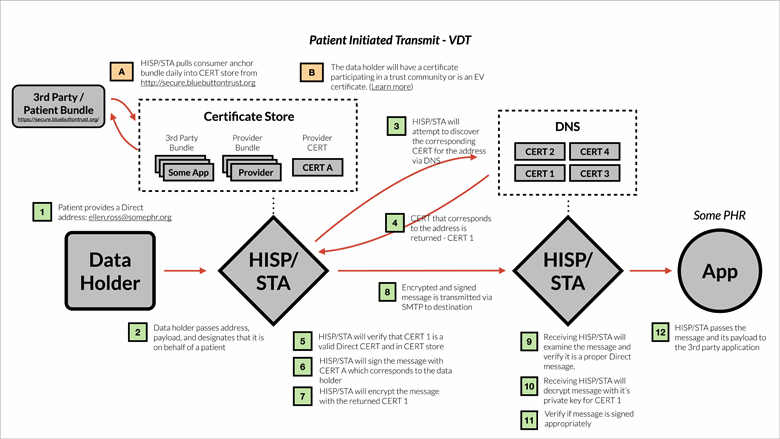 Patient Initiated Transmit - VDT
A
HISP/STA pulls consumer anchor
bundle daily into CERT store from
http://secure.bluebuttontrust.org
B
The data holder will have a certificate
participating in a trust community or is an EV
certificate. (Learn more)
3rd Party /
Patient Bundle
https://secure.bluebuttontrust.org/
Certificate Store
3rd Party
Bundle
Some App
Provider
Bundle
Provider
Provider
CERT
CERT A
3
HISP/STA will
attempt to discover
the corresponding
CERT for the address
via DNS
DNS
CERT 2
CERT 4
CERT 1
CERT 3
1
Patient provides a Direct
address: ellen.ross@somephr.org
4
CERT that corresponds
to the address is
returned - CERT 1
Some PHR
Data
Holder
HISP/
STA
HISP/
STA
App
8
Encrypted and signed
message is transmitted via
SMTP to destination
2
Data holder passes address,
payload, and designates that it is
on behalf of a patient
5
HISP/STA will verify that CERT 1 is a
valid Direct CERT and in CERT store
6
HISP/STA will sign the message with
CERT A which corresponds to the data
holder
7
HISP/STA will encrypt the message
with the returned CERT 1
9
Receiving HISP/STA will
examine the message and
verify it is a proper Direct
message.
10
Receiving HISP/STA will
decrypt message with it's
private key for CERT 1
11
Verify if message is signed
appropriately
12
HISP/STA passes the
message and its payload to
the 3rd party application